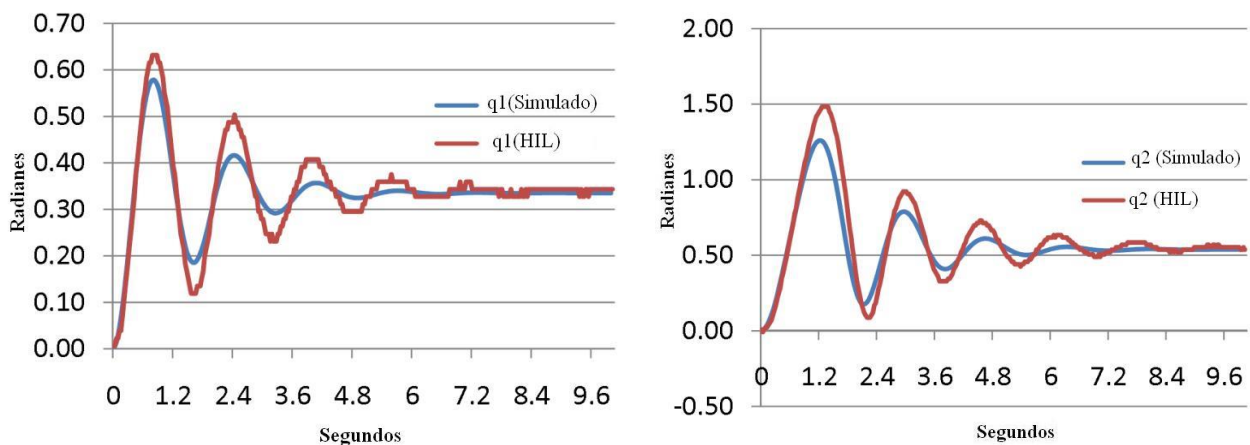 0.70
0.60
0.50
0.40
0.30
0.20
0.10
0.00
Radianes
q1(Simulado)
q1(HIL)
0 1.2 2.4 3.6 4.8 6 7.2 8.4 9.6
Segundos
2.00
1.50
1.00
0.50
0.00
-0.50
Radianes
q2 (Simulado)
q2 (HIL)
0 1.2 2.4 3.6 4.8 6 7.2 8.4 9.6
Segundos